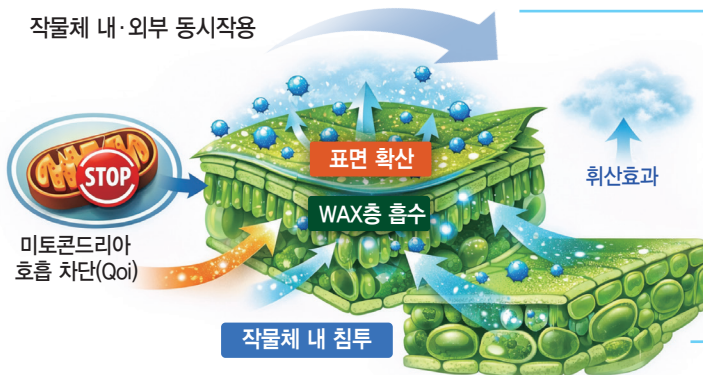 작물체 내·외부 동시작용
표면 확산
STOP
WAX층 흡수
휘산효과
미토콘드리아
호흡 차단(Qoi)
작물체 내 침투